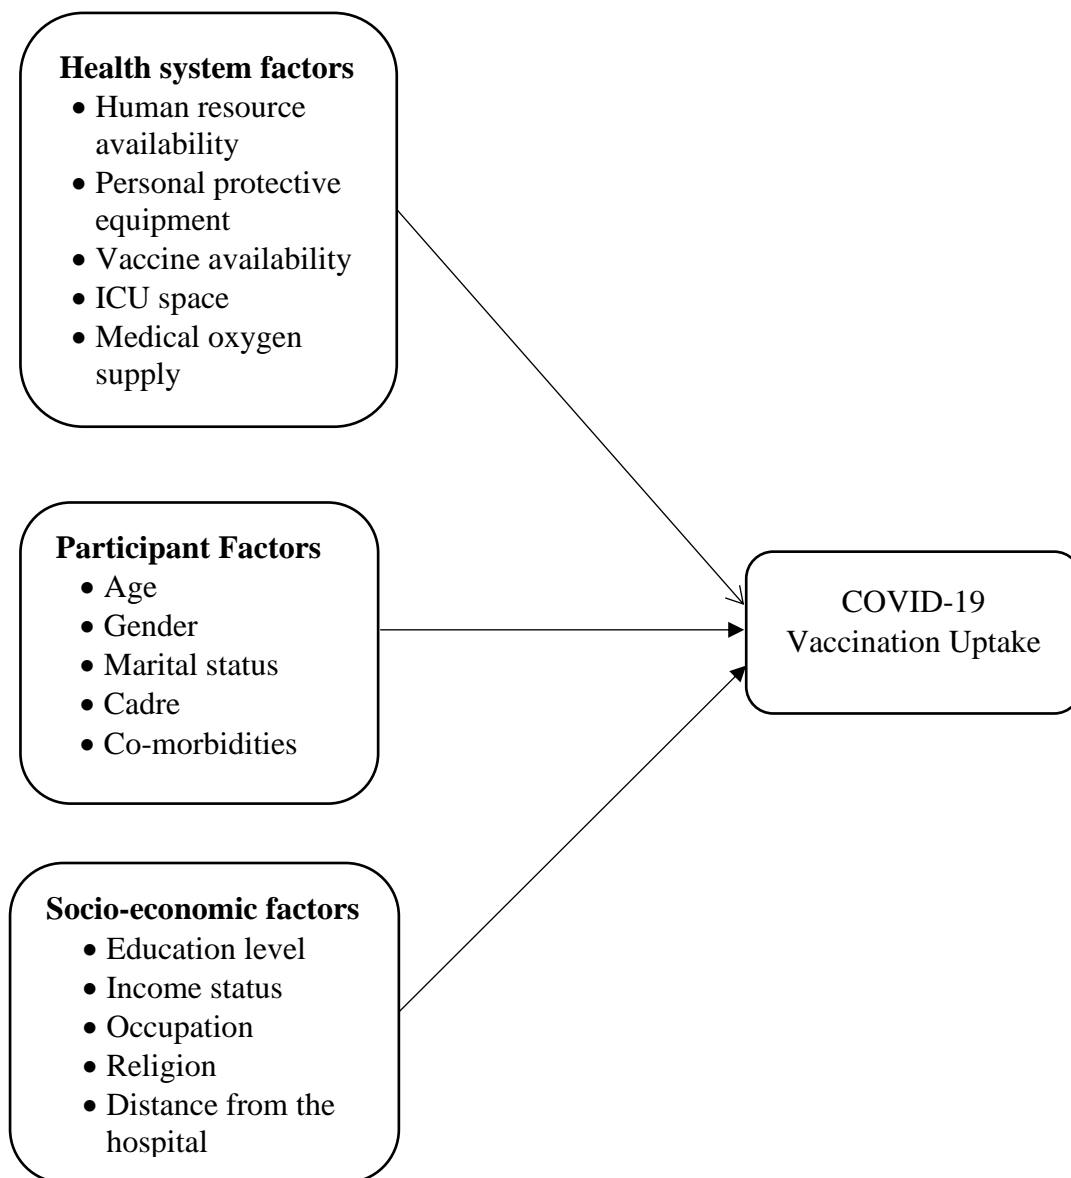 Health system factors
• Human resource
availability
• Personal protective
equipment
• Vaccine availability
• ICU space
• Medical oxygen
supply
Participant Factors
• Age
• Gender
• Marital status
• Cadre
• Co-morbidities
COVID-19
Vaccination Uptake
Socio-economic factors
• Education level
• Income status
• Occupation
• Religion
• Distance from the
hospital